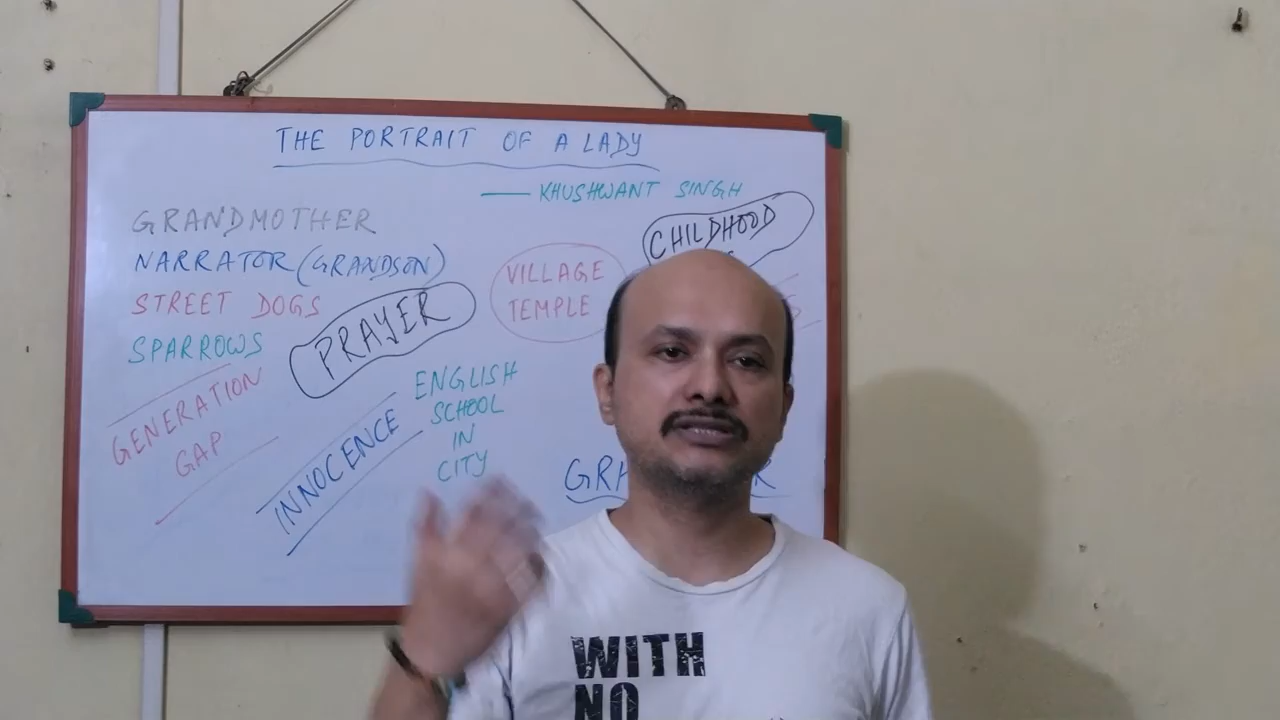 THE PORTRAIT OF A LADY
— KHUSHWANT SINGH
GRANDMOTHER
CHILDHOOD
NARRATOR (GRANDSON)
VILLAGE
TEMPLE
STREET DOGS
PRAYER
SPARROWS
ENGLISH
SCHOOL
IN
CITY
GENERATION
GAP
INNOCENCE
WITH
NO